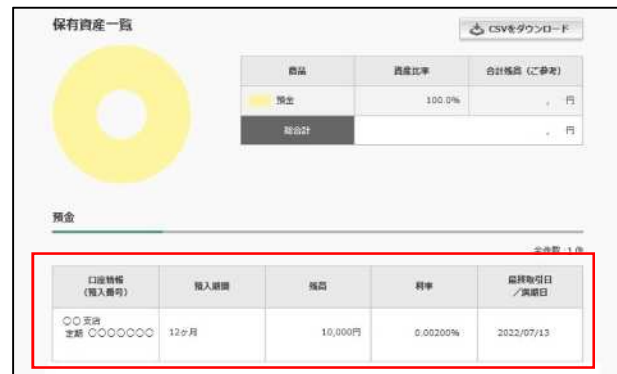 保有資産一覧
CSVをダウンロード
商品 資産比率 合計残高（ご参考）
預金 100.0% , 円
総合計 , 円
預金
全件数:1件
口座情報
（預入番号） 預入期間 残高 利率 最終取引日
／満期日
〇〇支店
定期 〇〇〇〇〇〇〇 12ヶ月 10,000円 0.00200% 2022/07/13